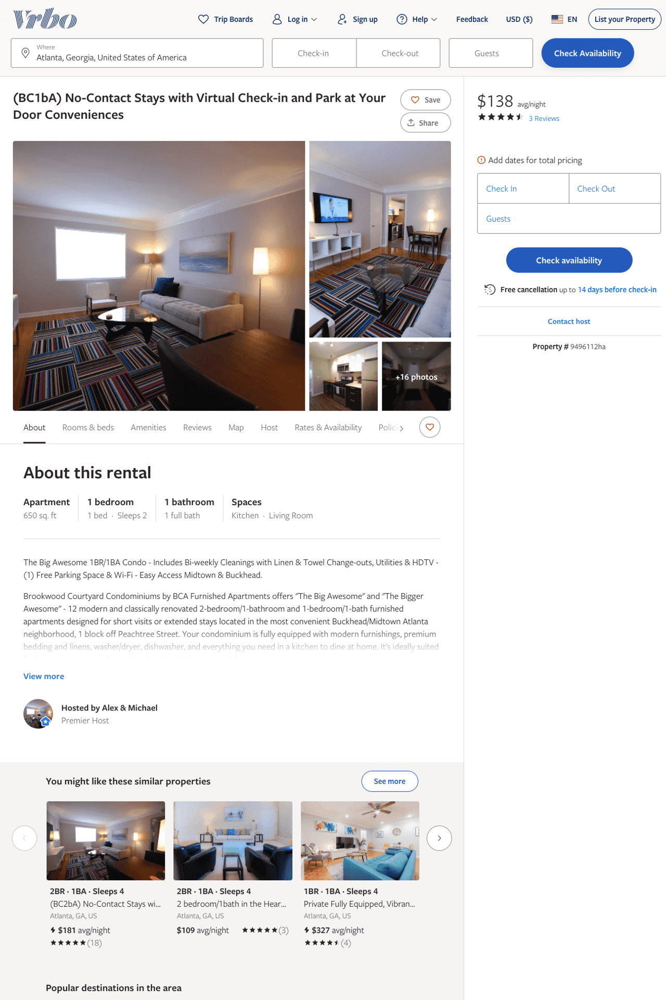 Vrbo
Trip Boards
Log in
Sign up
Help
Feedback
USD ($)
EN
List your Property
Where
Atlanta, Georgia, United States of America
Check-in
Check-out
Guests
Check Availability
(BC1bA) No-Contact Stays with Virtual Check-in and Park at Your
Door Conveniences
Save
Share
+16 photos
$138 avg/night
3 Reviews
Add dates for total pricing
Check In
Check Out
Guests
Check availability
Free cancellation up to 14 days before check-in
Contact host
Property # 9496112ha
About
Rooms & beds
Amenities
Reviews
Map
Host
Rates & Availability
Polici
About this rental
Apartment
650 sq. ft
1 bedroom
1 bed · Sleeps 2
1 bathroom
1 full bath
Spaces
Kitchen · Living Room
The Big Awesome 1BR/1BA Condo - Includes Bi-weekly Cleanings with Linen & Towel Change-outs, Utilities & HDTV -
(1) Free Parking Space & Wi-Fi - Easy Access Midtown & Buckhead.
Brookwood Courtyard Condominiums by BCA Furnished Apartments offers "The Big Awesome" and "The Bigger
Awesome" - 12 modern and classically renovated 2-bedroom/1-bathroom and 1-bedroom/1-bath furnished
apartments designed for short visits or extended stays located in the most convenient Buckhead/Midtown Atlanta
neighborhood, 1 block off Peachtree Street. Your condominium is fully equipped with modern furnishings, premium
bedding and linens, washer/dryer, dishwasher, and everything you need in a kitchen to dine at home. It's ideally suited
View more
Hosted by Alex & Michael
Premier Host
You might like these similar properties
See more
2BR · 1BA · Sleeps 4
(BC2bA) No-Contact Stays wi...
Atlanta, GA, US
$181 avg/night
(18)
2BR · 1BA · Sleeps 4
2 bedroom/1bath in the Hear...
Atlanta, GA, US
$109 avg/night
(3)
1BR · 1BA · Sleeps 4
Private Fully Equipped, Vibran...
Atlanta, GA, US
$327 avg/night
(4)
Popular destinations in the area